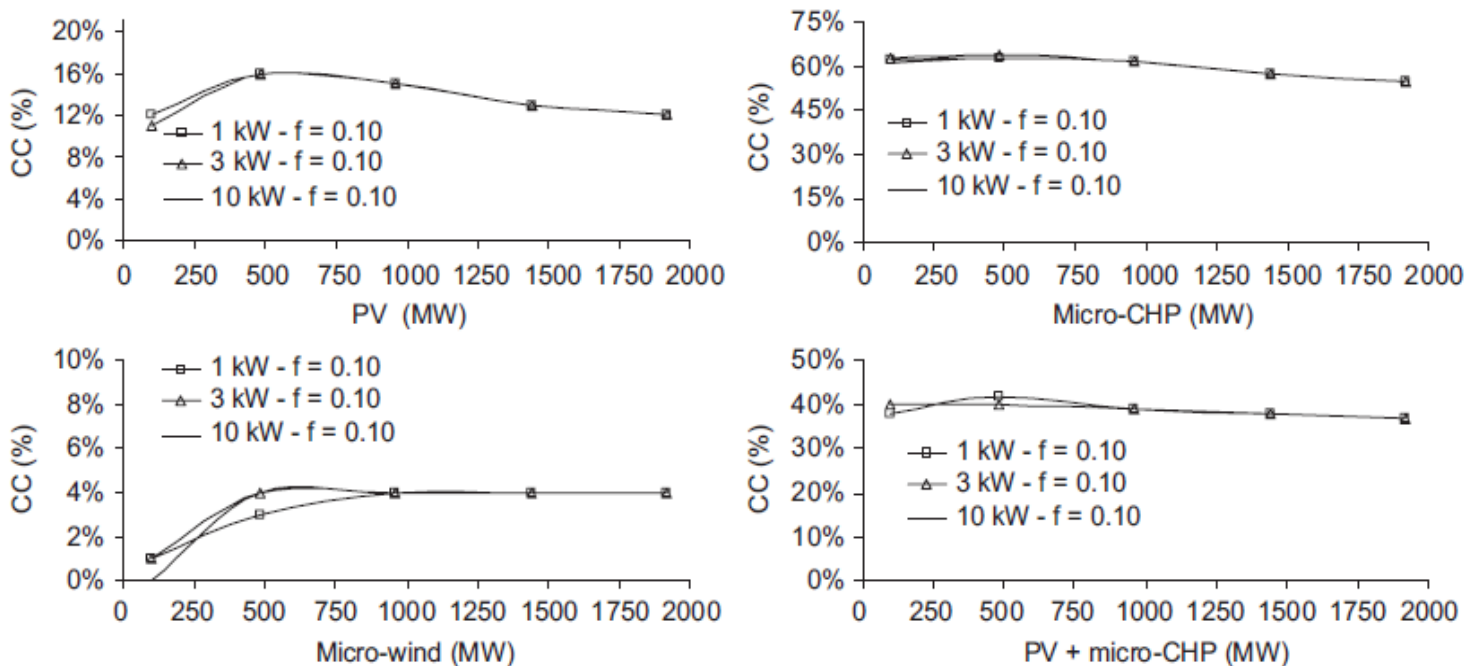 20%
16%
12%
8%
4%
0%
CC (%)
1 kW - f = 0.10
3 kW - f = 0.10
10 kW - f = 0.10
0 250 500 750 1000 1250 1500 1750 2000
PV (MW)
75%
60%
45%
30%
15%
0%
CC (%)
1 kW - f = 0.10
3 kW - f = 0.10
10 kW - f = 0.10
0 250 500 750 1000 1250 1500 1750 2000
Micro-CHP (MW)
10%
8%
6%
4%
2%
0%
CC (%)
1 kW - f = 0.10
3 kW - f = 0.10
10 kW - f = 0.10
0 250 500 750 1000 1250 1500 1750 2000
Micro-wind (MW)
50%
40%
30%
20%
10%
0%
CC (%)
1 kW - f = 0.10
3 kW - f = 0.10
10 kW - f = 0.10
0 250 500 750 1000 1250 1500 1750 2000
PV + micro-CHP (MW)